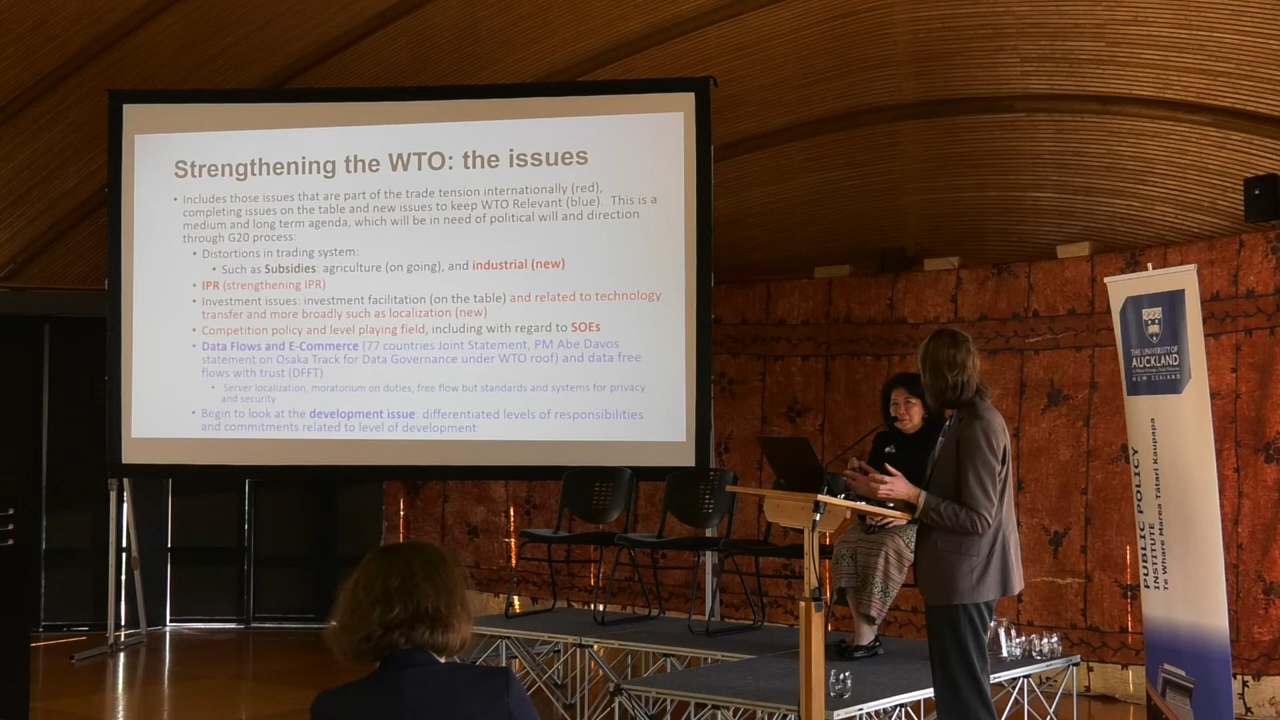 Strengthening the WTO: the issues
• Includes those issues that are part of the trade tension internationally (red),
completing issues on the table and new issues to keep WTO Relevant (blue). This is a
medium and long term agenda, which will be in need of political will and direction
through G20 process:
• Distortions in trading system:
• Such as Subsidies: agriculture (on going), and industrial (new)
• IPR (strengthening IPR)
• Investment issues: investment facilitation (on the table) and related to technology
transfer and more broadly such as localization (new)
• Competition policy and level playing field, including with regard to SOEs
• Data Flows and E-Commerce (77 countries Joint Statement, PM Abe Davos
statement on Osaka Track for Data Governance under WTO roof) and data free
flows with trust (DFFT)
• Server localization, moratorium on duties, free flow but standards and systems for privacy
and security
• Begin to look at the development issue: differentiated levels of responsibilities
and commitments related to level of development
THE UNIVERSITY OF
AUCKLAND
NEW ZEALAND
PUBLIC POLICY
INSTITUTE
Te Whare Marea Tātari Kaupapa